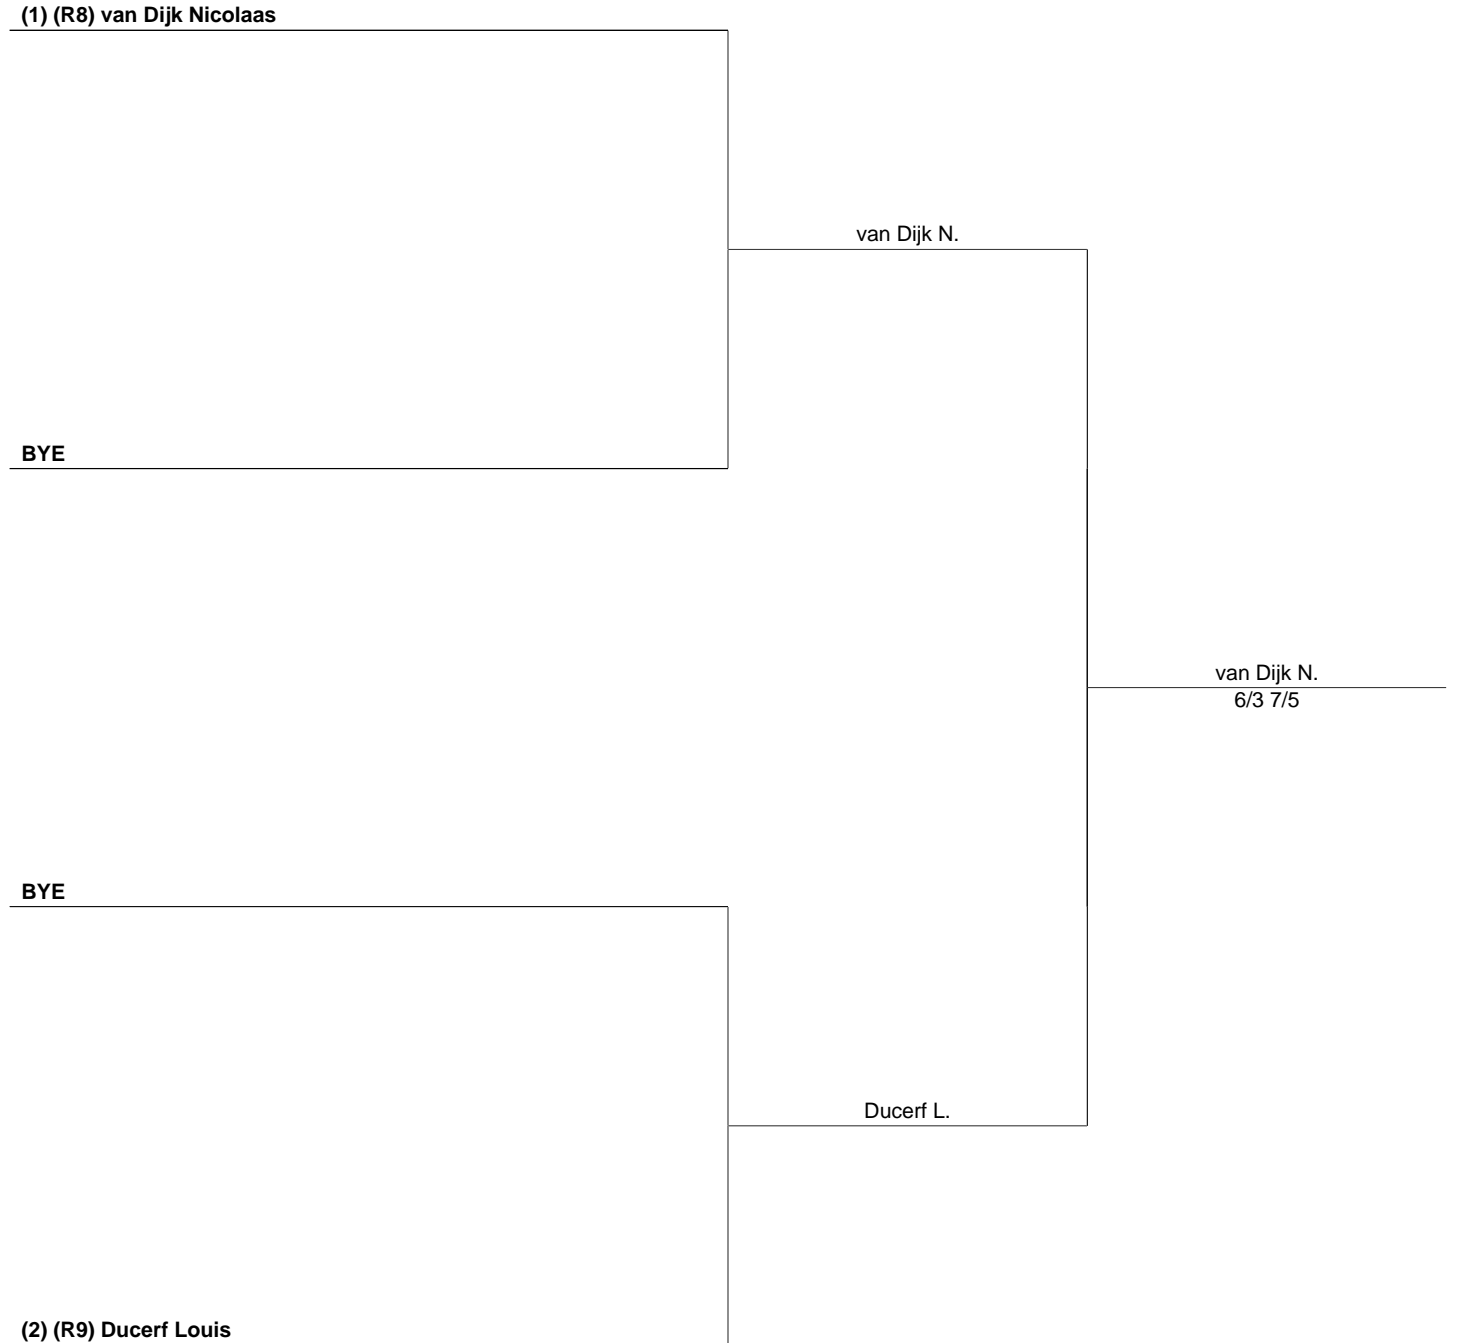 (1) (R8) van Dijk Nicolaas
van Dijk N.
BYE
van Dijk N.
6/3 7/5
BYE
Ducerf L.
(2) (R9) Ducerf Louis